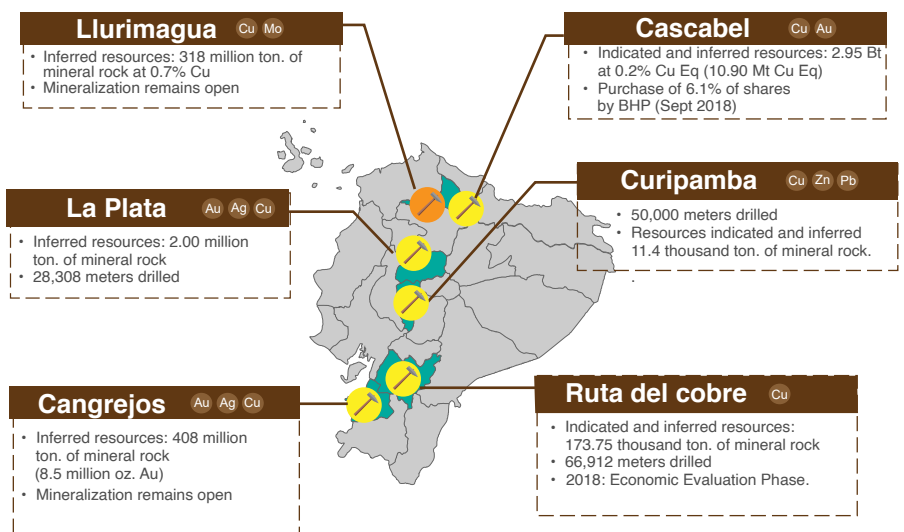 Llurimagua Cu Mo
• Inferred resources: 318 million ton. of
mineral rock at 0.7% Cu
• Mineralization remains open
Cascabel Cu Au
• Indicated and inferred resources: 2.95 Bt
at 0.2% Cu Eq (10.90 Mt Cu Eq)
• Purchase of 6.1% of shares
by BHP (Sept 2018)
La Plata Au Ag Cu
• Inferred resources: 2.00 million
ton. of mineral rock
• 28,308 meters drilled
Curipamba Cu Zn Pb
• 50,000 meters drilled
• Resources indicated and inferred
11.4 thousand ton. of mineral rock.
Cangrejos Au Ag Cu
• Inferred resources: 408 million
ton. of mineral rock
(8.5 million oz. Au)
• Mineralization remains open
Ruta del cobre Cu
• Indicated and inferred resources:
173.75 thousand ton. of mineral rock
• 66,912 meters drilled
• 2018: Economic Evaluation Phase.